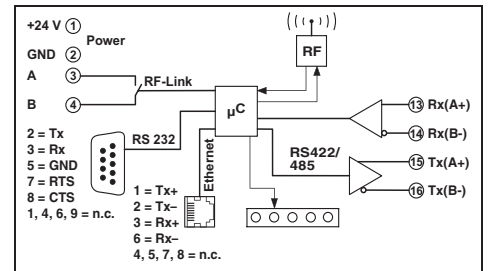 +24 V 1
Power
GND 2
A 3
RF-Link
B 4
RF
µC
13 Rx(A+)
14 Rx(B-)
RS422/
485
15 Tx(A+)
16 Tx(B-)
RS 232
2 = Tx
3 = Rx
5 = GND
7 = RTS
8 = CTS
1, 4, 6, 9 = n.c.
Ethernet
1 = Tx+
2 = Tx–
3 = Rx+
6 = Rx–
4, 5, 7, 8 = n.c.